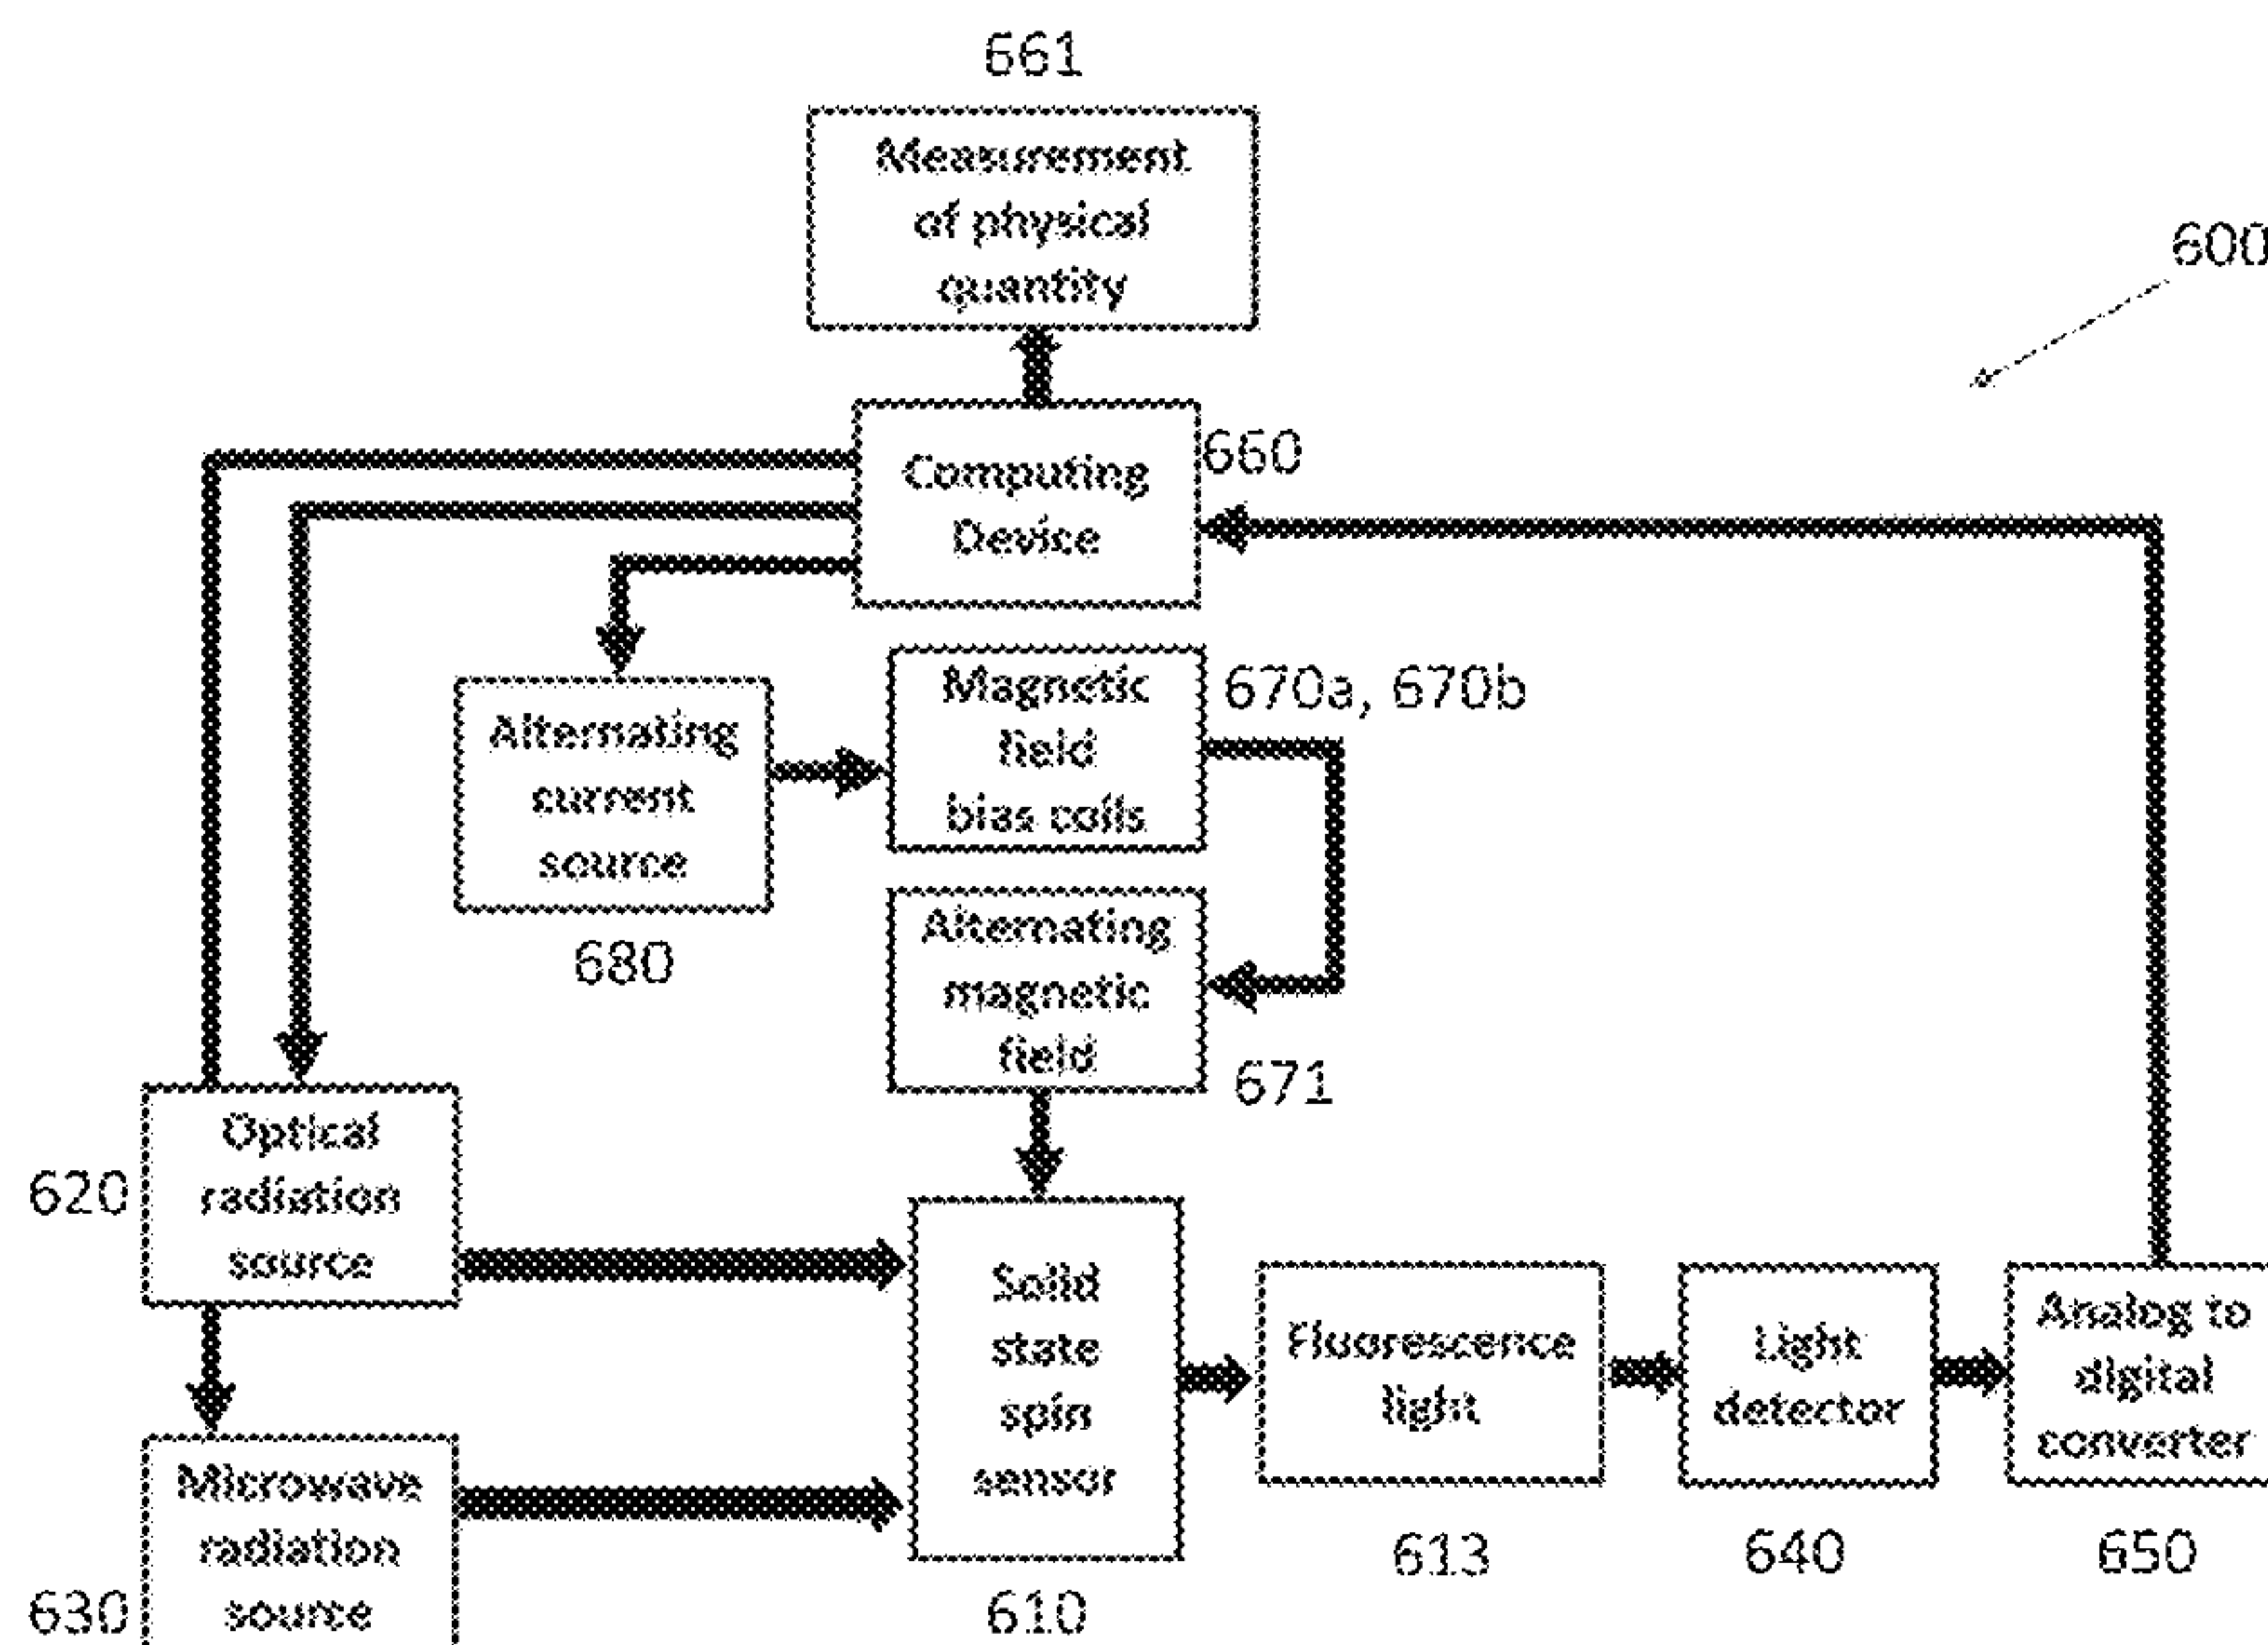 661
Measurement
of physical
quantity
600
Computing
Device
660
Magnetic
field
bias coils
670a, 670b
Alternating
current
source
680
Alternating
magnetic
field
671
Optical
radiation
source
620
Solid
state
spin
sensor
610
Fluorescence
light
613
Light
detector
640
Analog to
digital
converter
650
Microwave
radiation
source
630